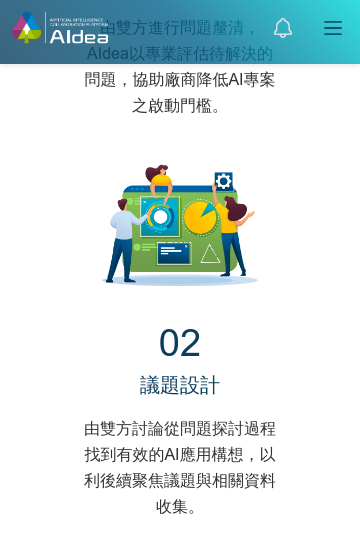 ARTIFICIAL INTELLIGENCE
COLLABORATION PLATFORM
AIdea
由雙方進行問題釐清，
AIdea以專業評估待解決的
問題，協助廠商降低AI專案
之啟動門檻。
02
議題設計
由雙方討論從問題探討過程
找到有效的AI應用構想，以
利後續聚焦議題與相關資料
收集。